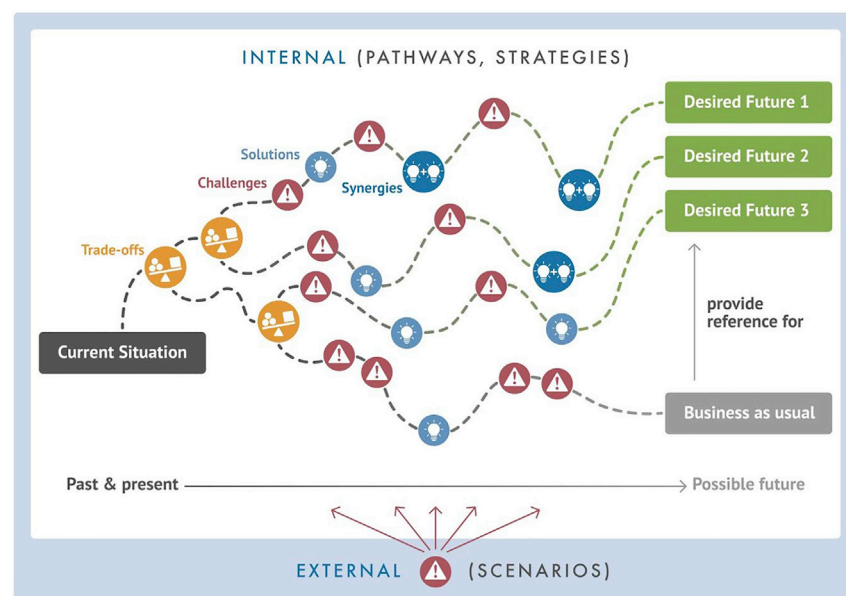 INTERNAL (PATHWAYS, STRATEGIES)
Desired Future 1
Solutions
Desired Future 2
Challenges
Synergies
Desired Future 3
Trade-offs
provide
reference for
Current Situation
Business as usual
Past & present
Possible future
EXTERNAL (SCENARIOS)